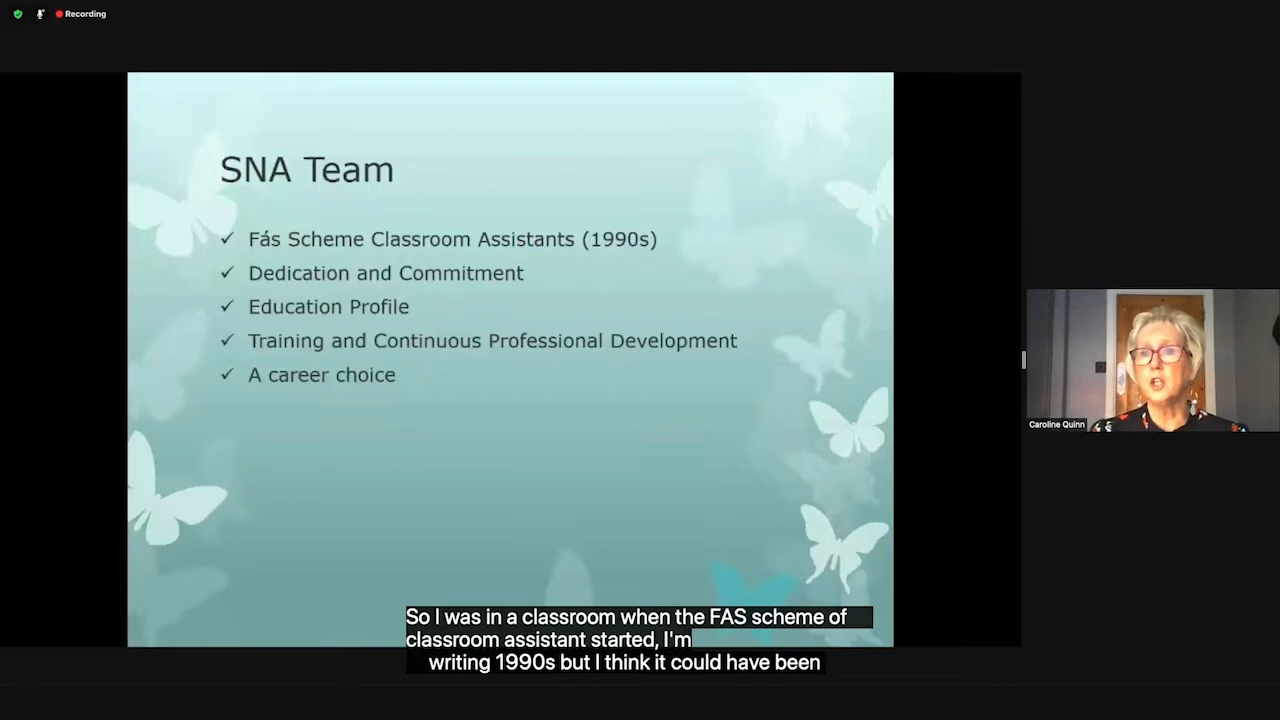 Recording
SNA Team
✓ Fás Scheme Classroom Assistants (1990s)
✓ Dedication and Commitment
✓ Education Profile
✓ Training and Continuous Professional Development
✓ A career choice
Caroline Quinn
So I was in a classroom when the FAS scheme of
classroom assistant started, I'm
writing 1990s but I think it could have been